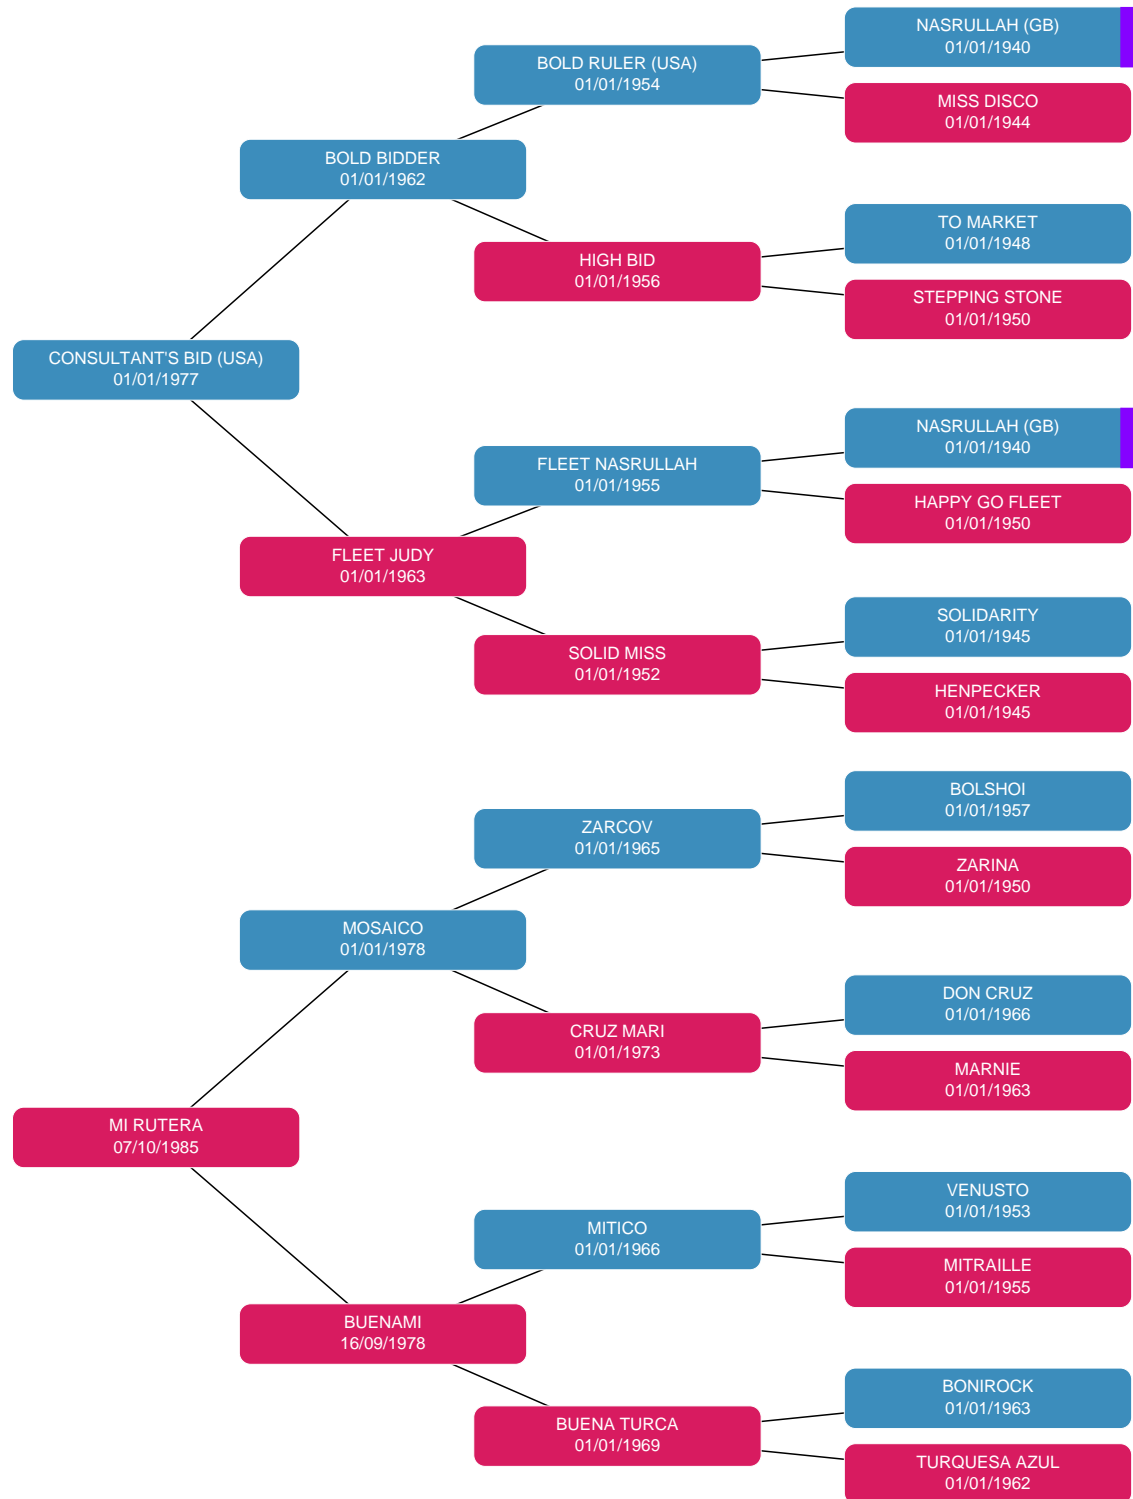 NASRULLAH (GB)
01/01/1940
BOLD RULER (USA)
01/01/1954
MISS DISCO
01/01/1944
BOLD BIDDER
01/01/1962
TO MARKET
01/01/1948
HIGH BID
01/01/1956
STEPPING STONE
01/01/1950
CONSULTANT'S BID (USA)
01/01/1977
NASRULLAH (GB)
01/01/1940
FLEET NASRULLAH
01/01/1955
HAPPY GO FLEET
01/01/1950
FLEET JUDY
01/01/1963
SOLIDARITY
01/01/1945
SOLID MISS
01/01/1952
HENPECKER
01/01/1945
BOLSHOI
01/01/1957
ZARCOV
01/01/1965
ZARINA
01/01/1950
MOSAICO
01/01/1978
DON CRUZ
01/01/1966
CRUZ MARI
01/01/1973
MARNIE
01/01/1963
MI RUTERA
07/10/1985
VENUSTO
01/01/1953
MITICO
01/01/1966
MITRAILLE
01/01/1955
BUENAMI
16/09/1978
BONIROCK
01/01/1963
BUENA TURCA
01/01/1969
TURQUESA AZUL
01/01/1962